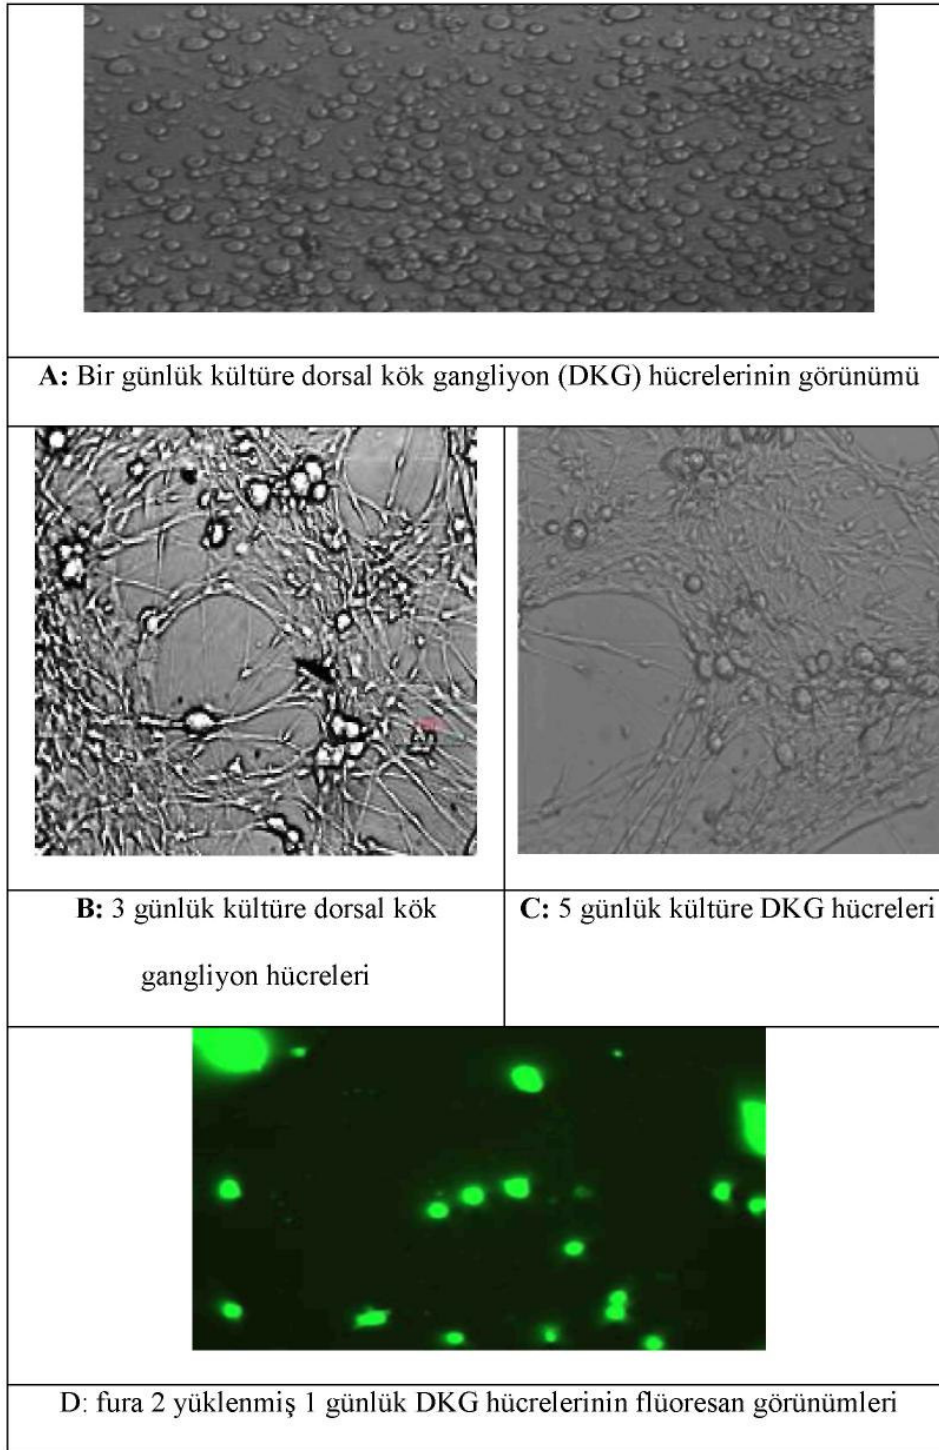 A: Bir günlük kültüre dorsal kök gangliyon (DKG) hücrelerinin görünümü
B: 3 günlük kültüre dorsal kök
gangliyon hücreleri
C: 5 günlük kültüre DKG hücreleri
D: fura 2 yüklenmiş 1 günlük DKG hücrelerinin flüoresan görünümleri